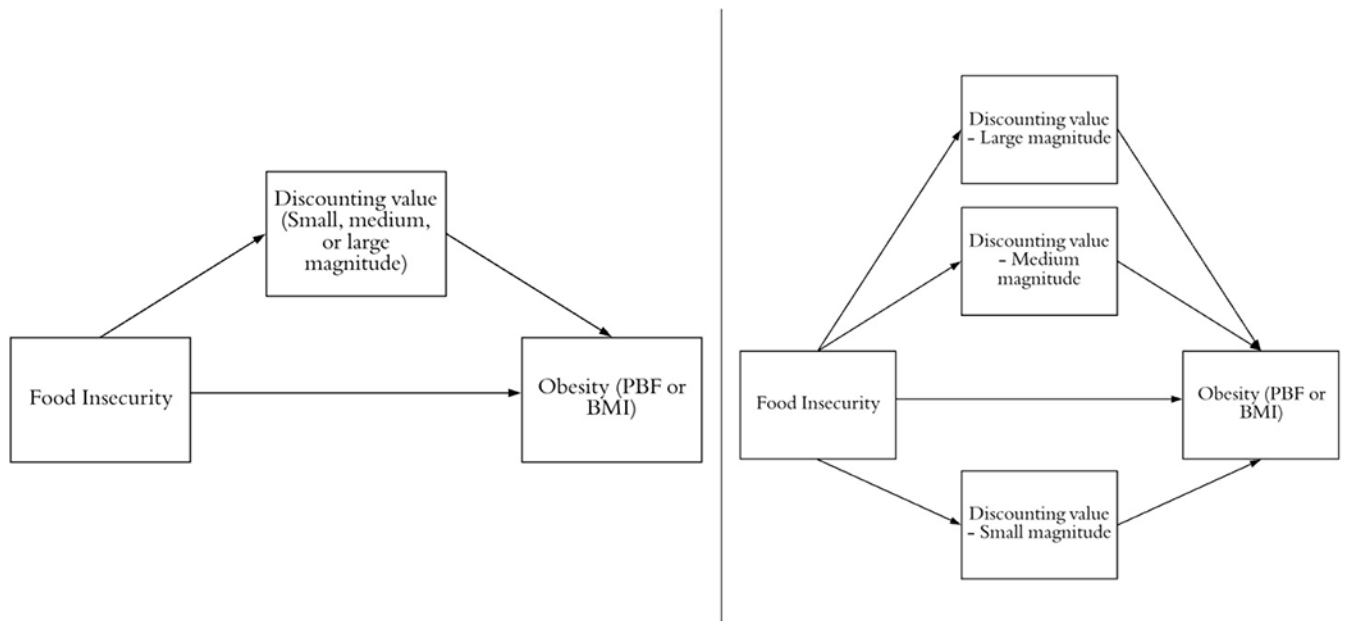 Discounting value
(Small, medium,
or large
magnitude)
Food Insecurity
Obesity (PBF or
BMI)
Discounting value
- Large magnitude
Discounting value
- Medium
magnitude
Food Insecurity
Obesity (PBF or
BMI)
Discounting value
- Small magnitude